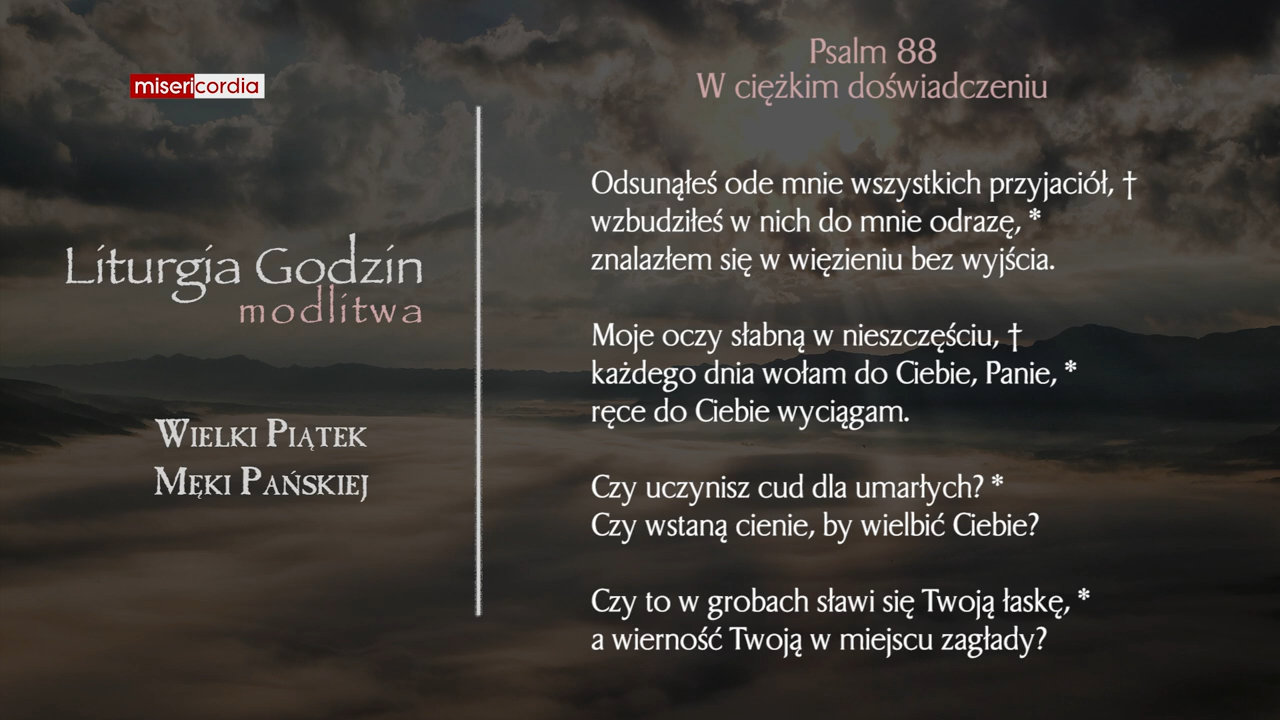 misericordia
Liturgia Godzin
modlitwa
Wielki Piątek
Męki Pańskiej
Psalm 88
W ciężkim doświadczeniu
Odsunąłeś ode mnie wszystkich przyjaciół, †
wzbudziłeś w nich do mnie odrazę, *
znalazłem się w więzieniu bez wyjścia.
Moje oczy słabną w nieszczęściu, †
każdego dnia wołam do Ciebie, Panie, *
ręce do Ciebie wyciągam.
Czy uczynisz cud dla umarłych? *
Czy wstaną cienie, by wielbić Ciebie?
Czy to w grobach sławi się Twoją łaskę, *
a wierność Twoją w miejscu zagłady?